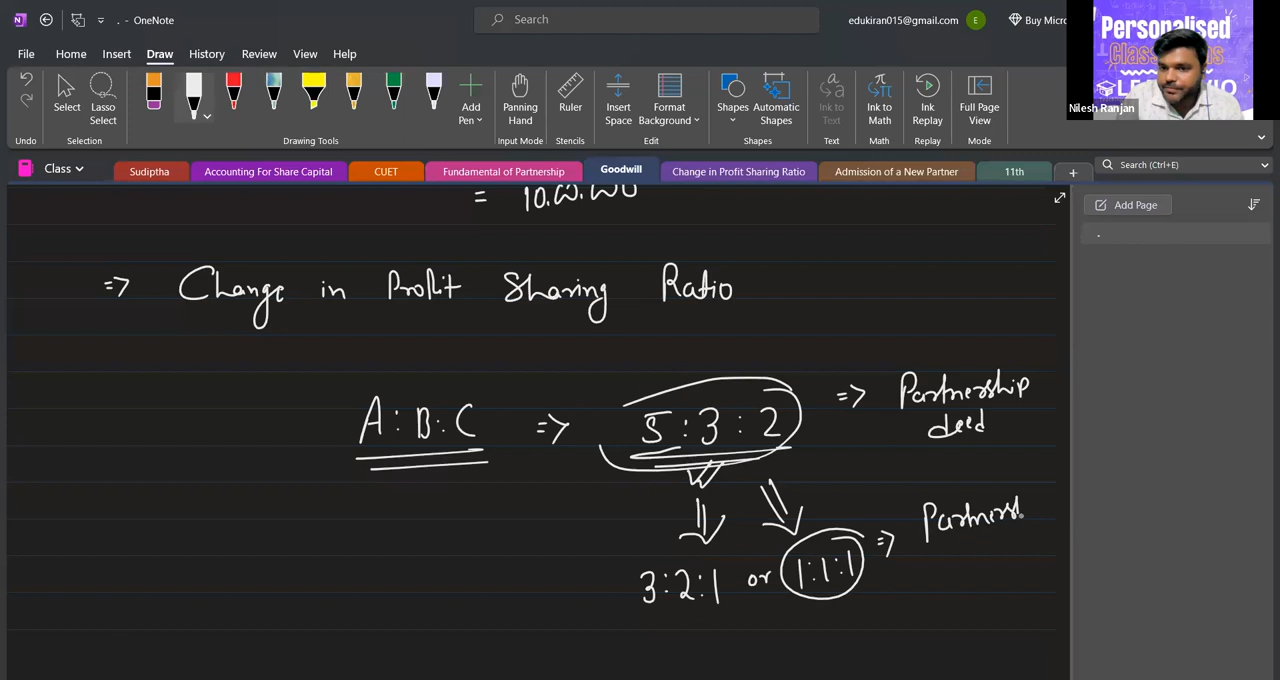 . - OneNote
Search
edukiran015@gmail.com
E
Buy Micro
File Home Insert Draw History Review View Help
Undo
Select
Lasso Select
Selection
Drawing Tools
Add Pen
Panning Hand
Input Mode
Ruler
Stencils
Insert Space
Format Background
Edit
Shapes
Automatic Shapes
Shapes
Ink to Text
Ink to Math
Math
Ink Replay
Replay
Full Page View
Mode
Personalised
Nilesh Ranjan
Class
Sudiptha
Accounting For Share Capital
CUET
Fundamental of Partnership
Goodwill
Change in Profit Sharing Ratio
Admission of a New Partner
11th
+
Search (Ctrl+E)
Add Page
.
=> Change in Profit Sharing Ratio
A : B : C => 5 : 3 : 2 => Partnership deed
3 : 2 : 1 or 1 : 1 : 1 => Partners